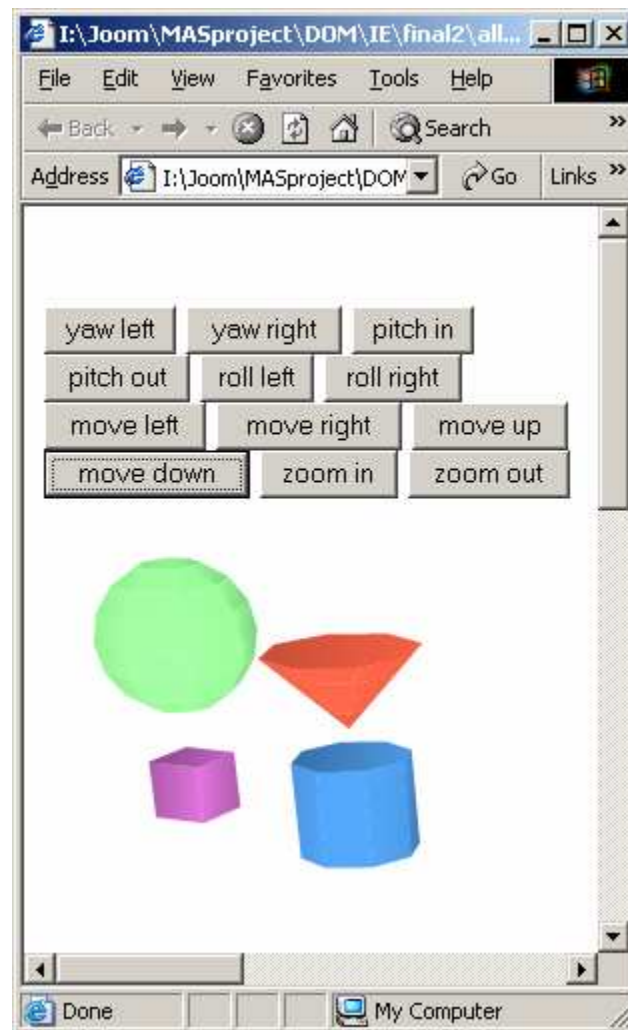 I:\Joom\MASproject\DOM\IE\final2\all...
File Edit View Favorites Tools Help
Back Search »
Address I:\Joom\MASproject\DOM Go Links »
yaw left yaw right pitch in
pitch out roll left roll right
move left move right move up
move down zoom in zoom out
Done My Computer